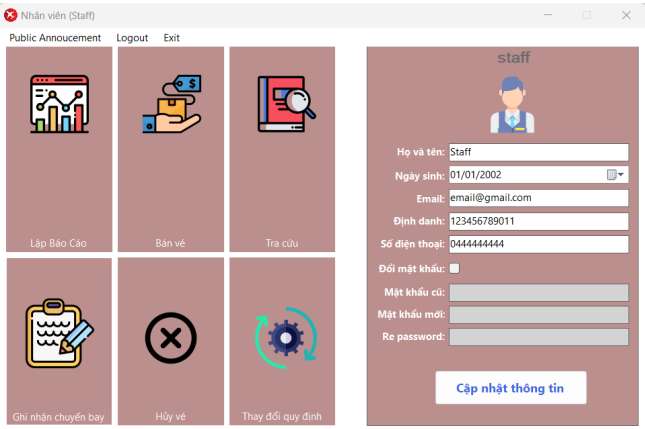 Nhân viên (Staff)
Public Annoucement Logout Exit
Lập Báo Cáo
Bán vé
Tra cứu
Ghi nhận chuyến bay
Hủy vé
Thay đổi quy định
staff
Họ và tên: Staff
Ngày sinh: 01/01/2002
Email: email@gmail.com
Định danh: 123456789011
Số điện thoại: 0444444444
Đổi mật khẩu:
Mật khẩu cũ:
Mật khẩu mới:
Re password:
Cập nhật thông tin